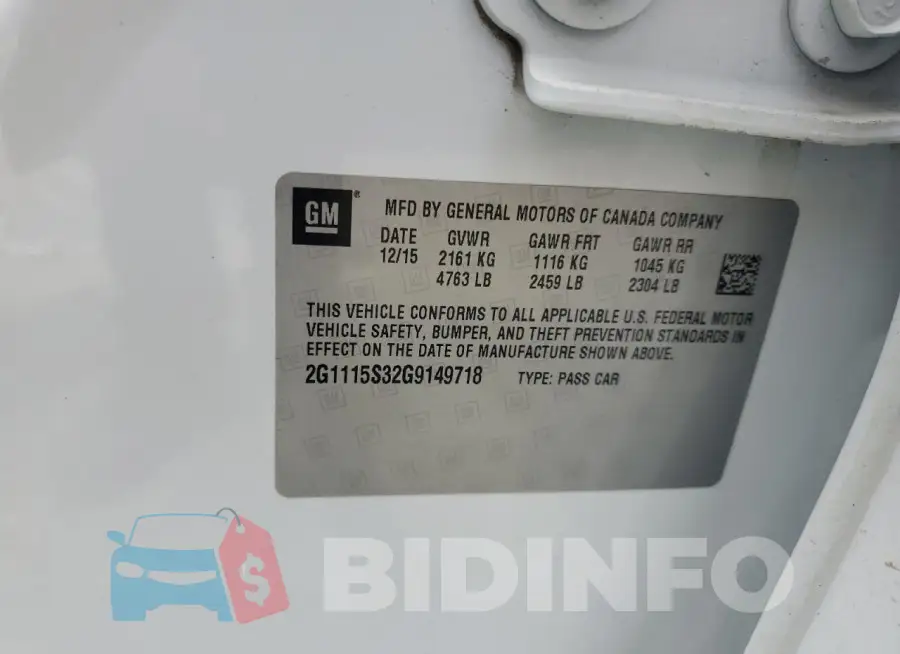 GM ®
MFD BY GENERAL MOTORS OF CANADA COMPANY
DATE GVWR GAWR FRT GAWR RR
12/15 2161 KG 1116 KG 1045 KG
4763 LB 2459 LB 2304 LB
THIS VEHICLE CONFORMS TO ALL APPLICABLE U.S. FEDERAL MOTOR
VEHICLE SAFETY, BUMPER, AND THEFT PREVENTION STANDARDS IN
EFFECT ON THE DATE OF MANUFACTURE SHOWN ABOVE.
2G1115S32G9149718 TYPE: PASS CAR
$ BIDINFO